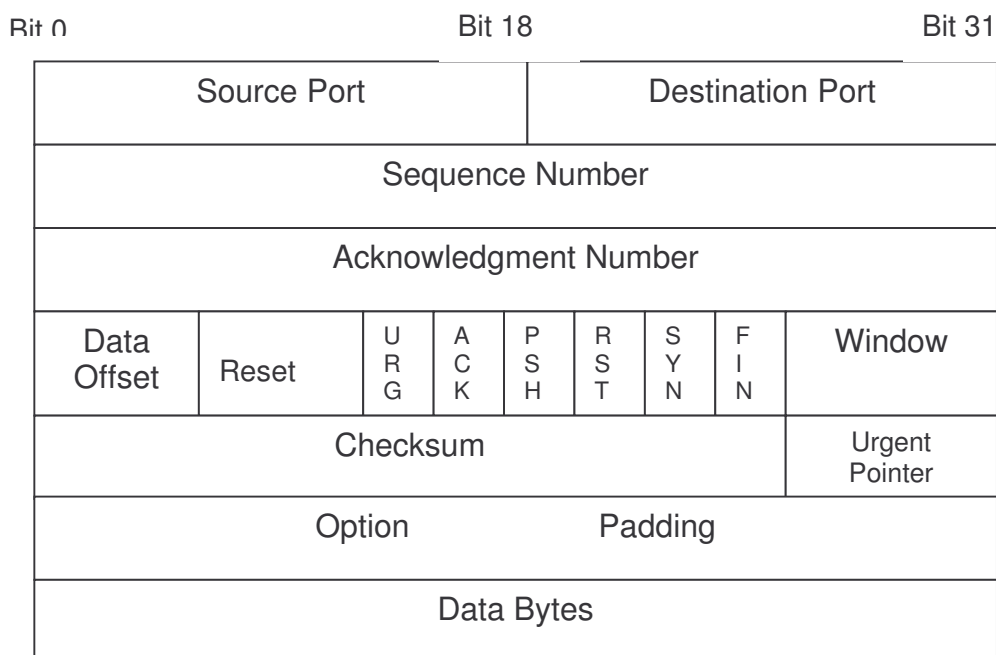 Bit 0 Bit 18 Bit 31
Source Port Destination Port
Sequence Number
Acknowledgment Number
Data Offset Reset URG ACK PSH RST SYN FIN Window
Checksum Urgent Pointer
Option Padding
Data Bytes